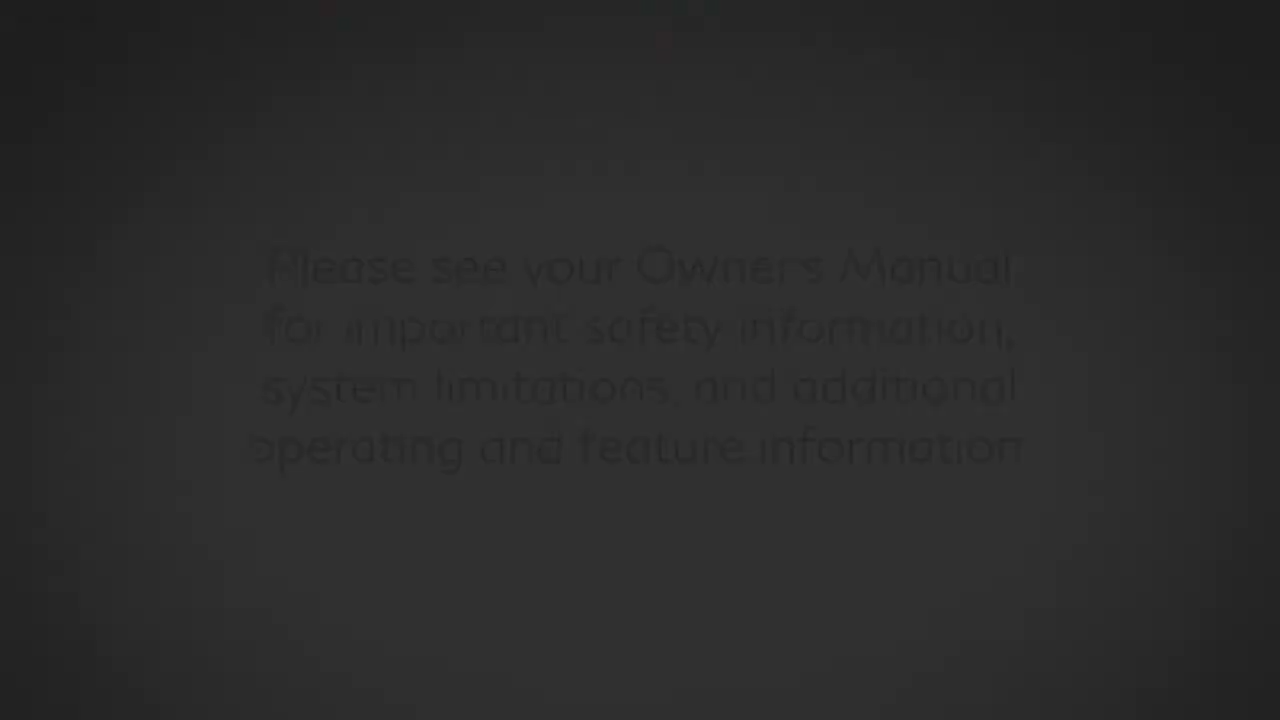 Please see your Owner's Manual
for important safety information,
system limitations, and additional
operating and feature information